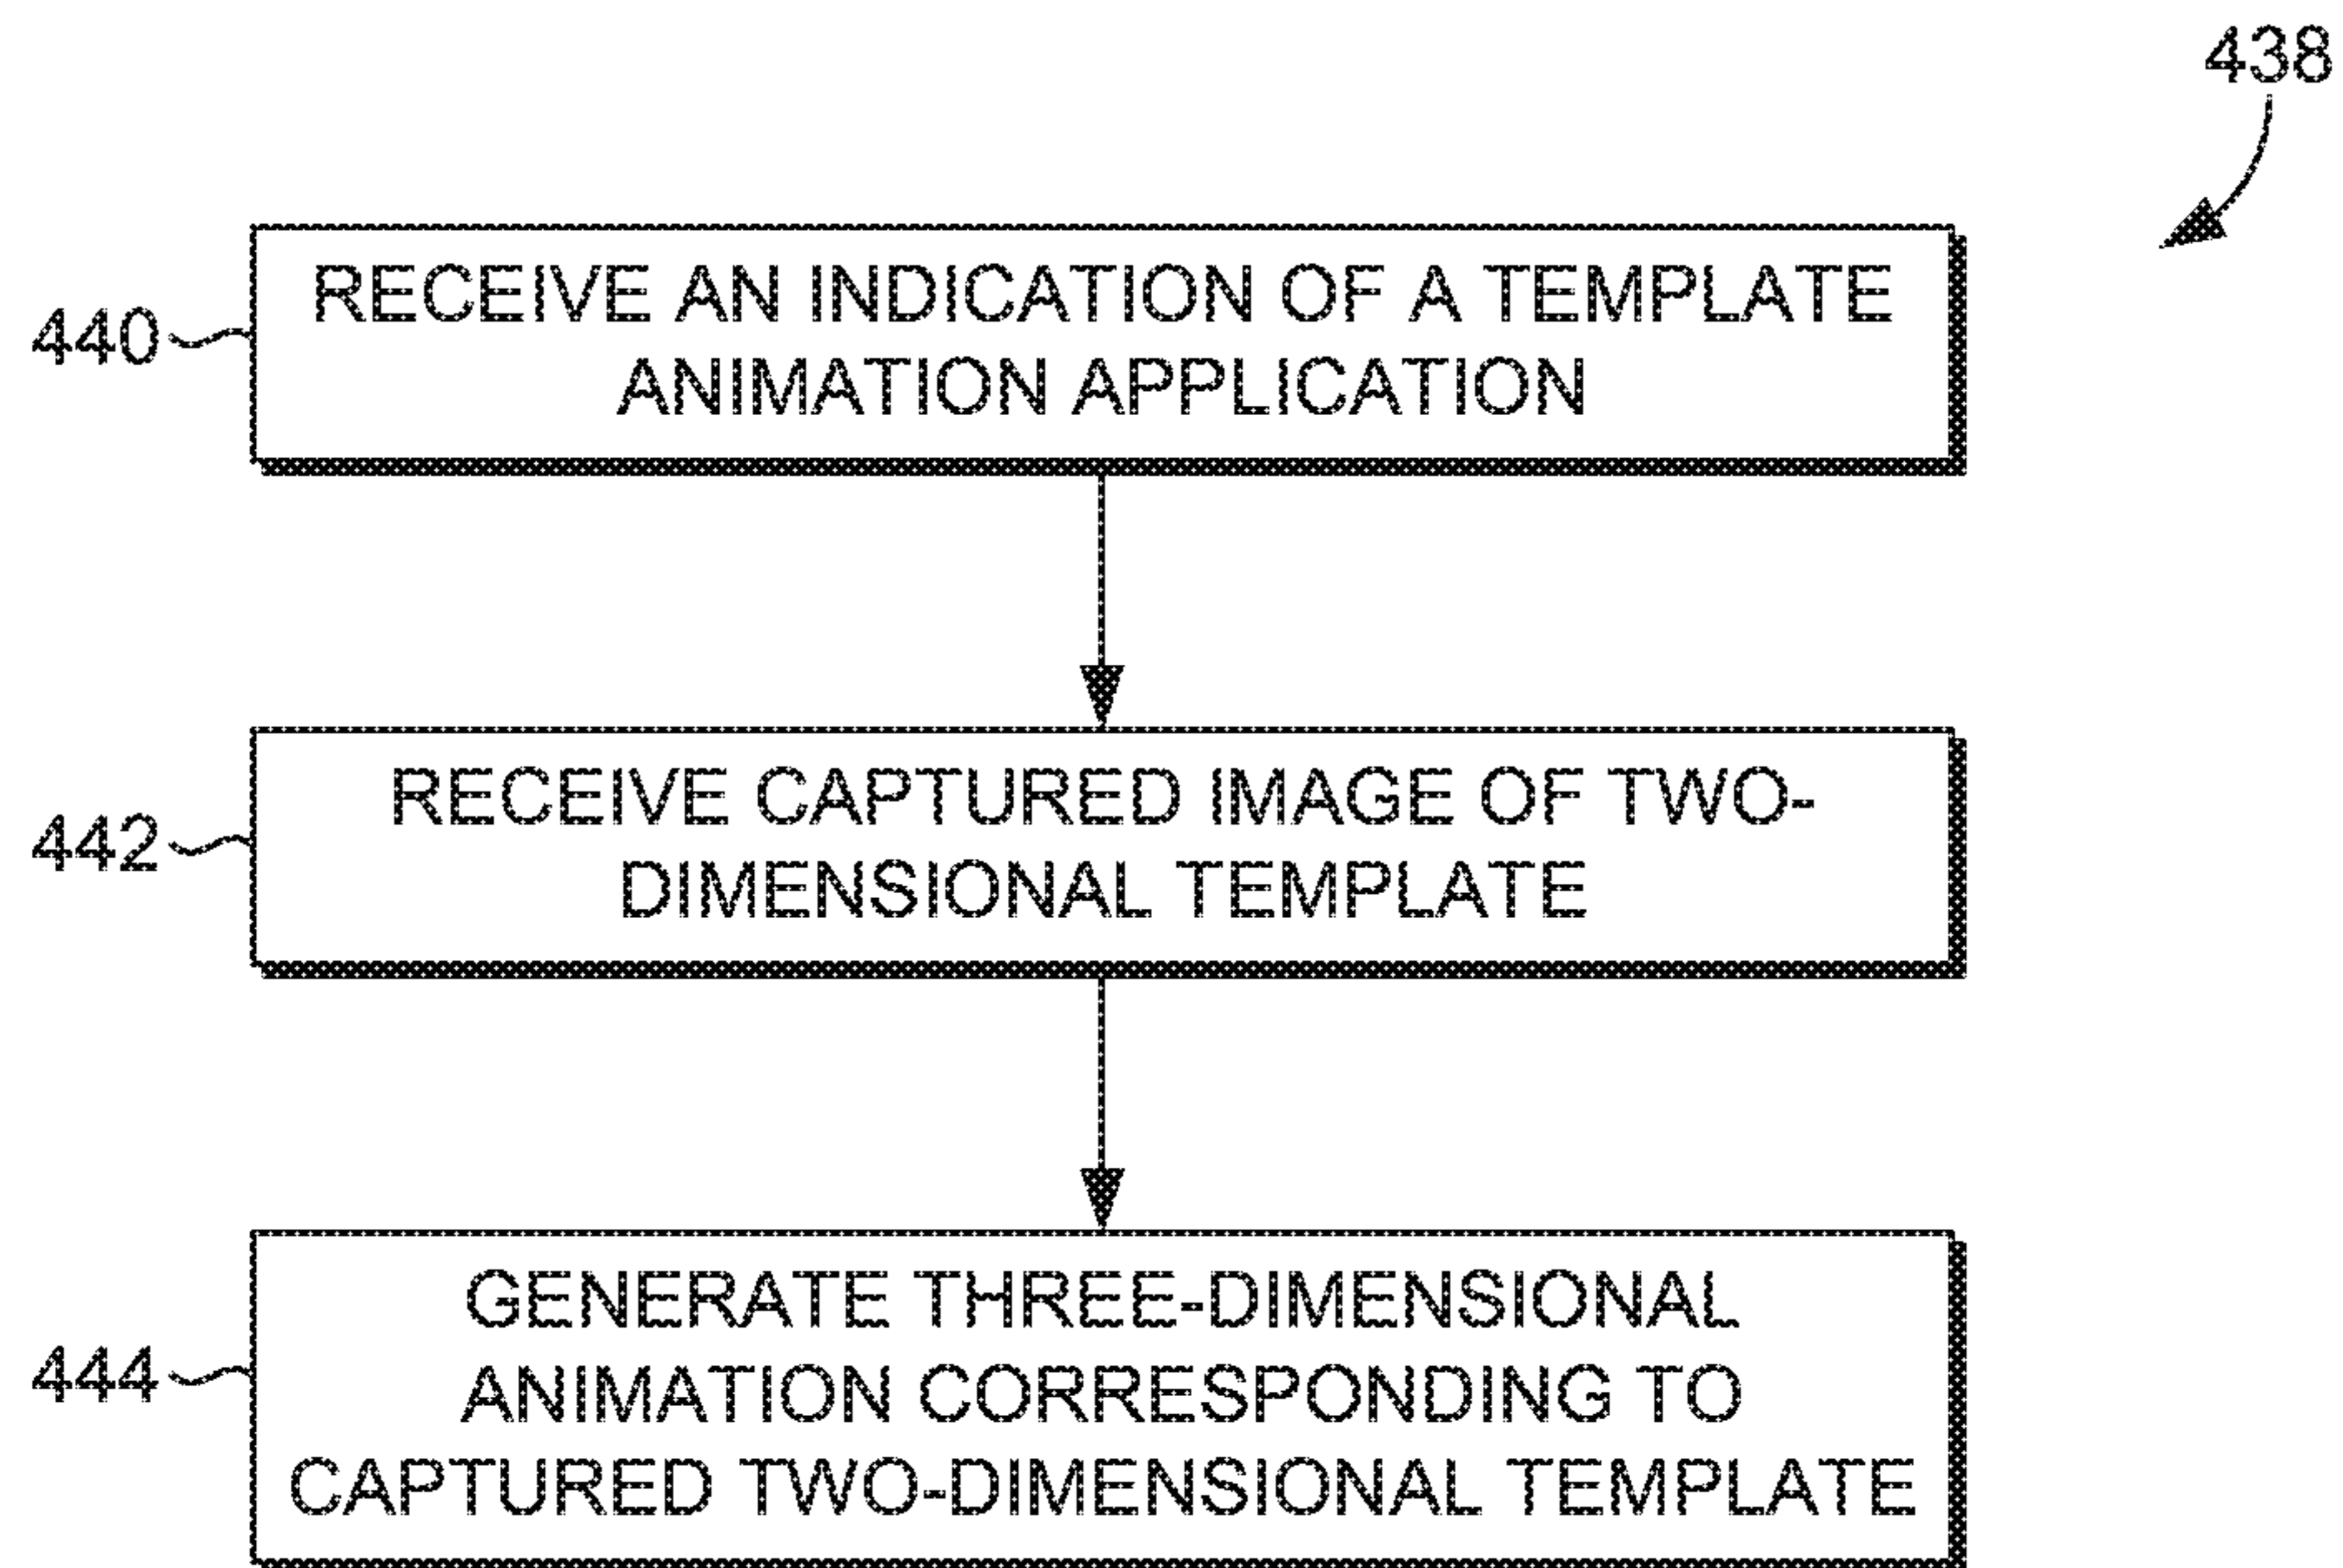 438
440
RECEIVE AN INDICATION OF A TEMPLATE
ANIMATION APPLICATION
442
RECEIVE CAPTURED IMAGE OF TWO-
DIMENSIONAL TEMPLATE
444
GENERATE THREE-DIMENSIONAL
ANIMATION CORRESPONDING TO
CAPTURED TWO-DIMENSIONAL TEMPLATE